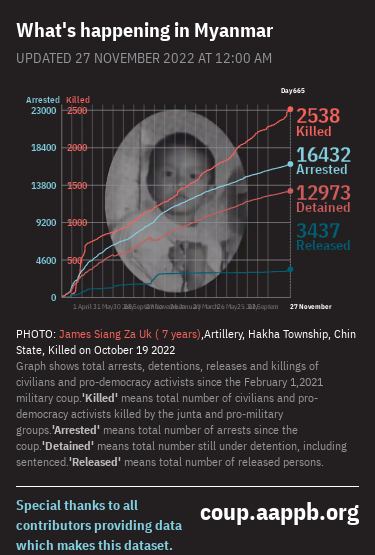 What's happening in Myanmar
UPDATED 27 NOVEMBER 2022 AT 12:00 AM
Day665
Arrested Killed
23000 2500
2538
Killed
18400 2000
16432
Arrested
13800 1500
12973
Detained
9200 1000
3437
Released
4600 500
0
27 November
PHOTO: James Siang Za Uk ( 7 years),Artillery, Hakha Township, Chin
State, Killed on October 19 2022
Graph shows total arrests, detentions, releases and killings of
civilians and pro-democracy activists since the February 1,2021
military coup.'Killed' means total number of civilians and pro-
democracy activists killed by the junta and pro-military
groups.'Arrested' means total number of arrests since the
coup.'Detained' means total number still under detention, including
sentenced.'Released' means total number of released persons.
Special thanks to all
contributors providing data
which makes this dataset.
coup.aappb.org